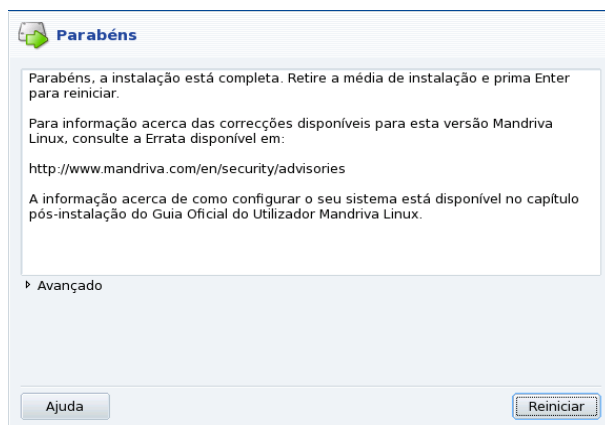 Parabéns
Parabéns, a instalação está completa. Retire a média de instalação e prima Enter
para reiniciar.
Para informação acerca das correcções disponíveis para esta versão Mandriva
Linux, consulte a Errata disponível em:
http://www.mandriva.com/en/security/advisories
A informação acerca de como configurar o seu sistema está disponível no capítulo
pós-instalação do Guia Oficial do Utilizador Mandriva Linux.
Avançado
Ajuda
Reiniciar